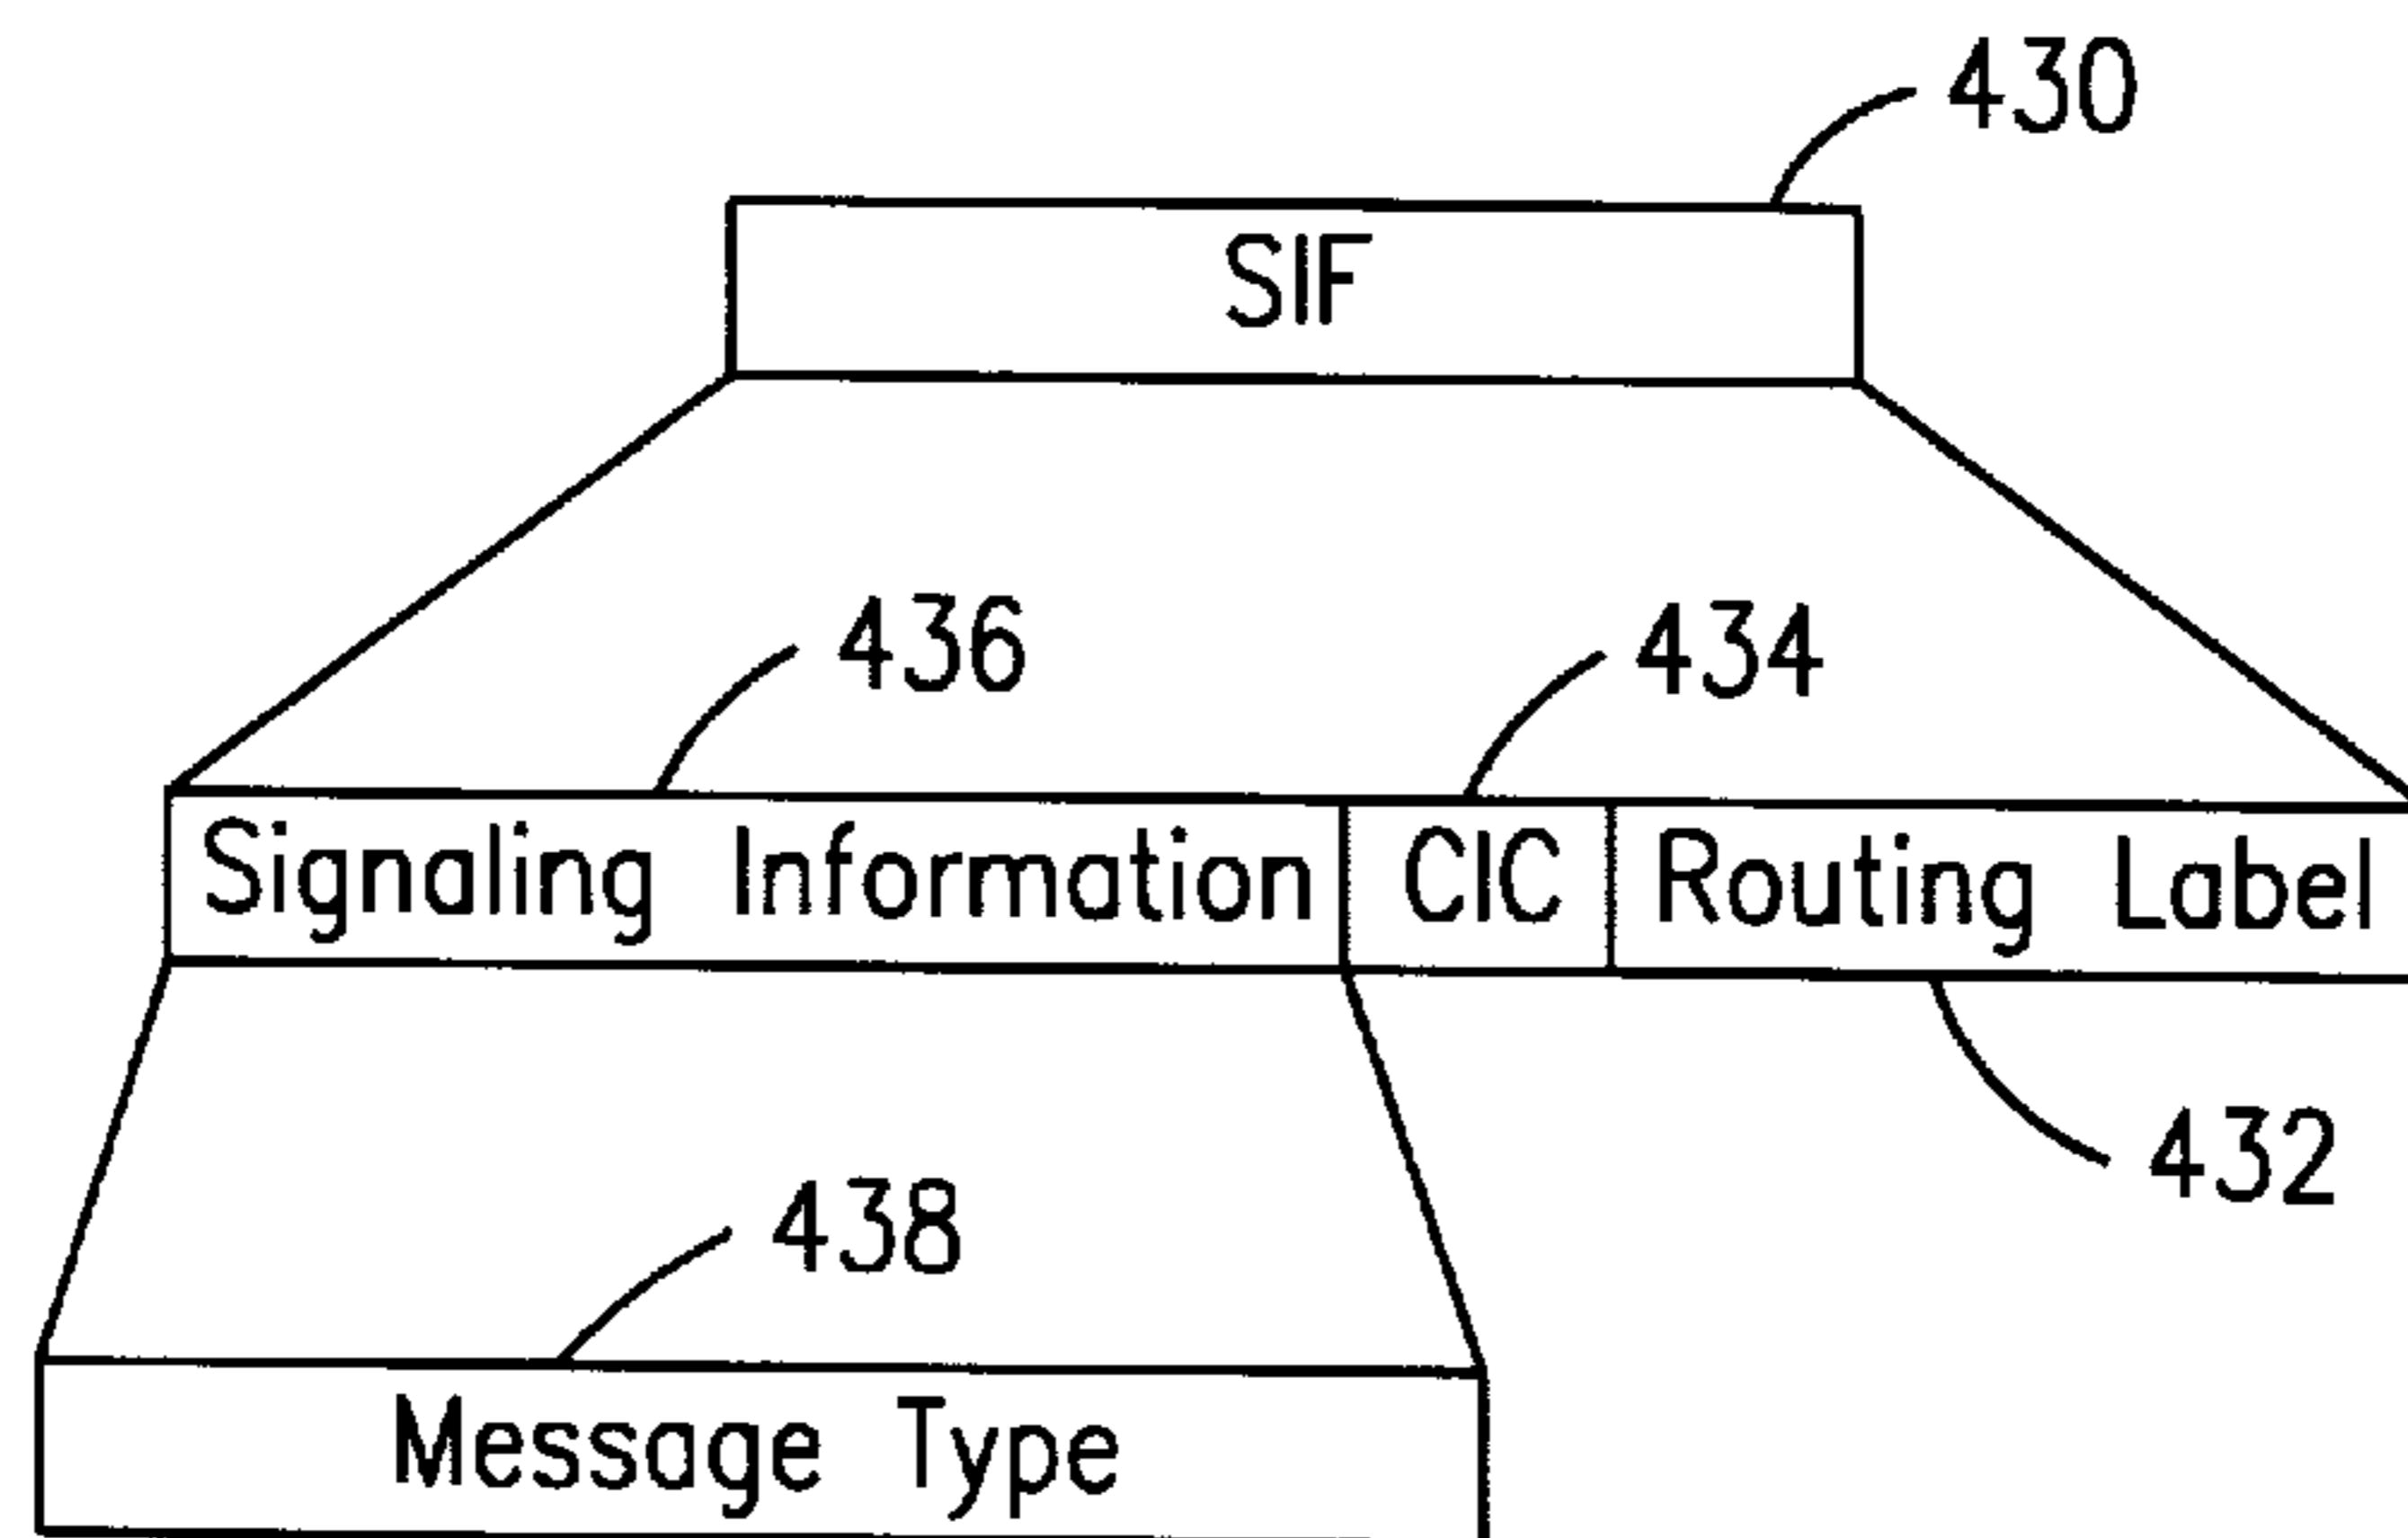 430
SIF
436
434
Signaling Information CIC Routing Label
432
438
Message Type